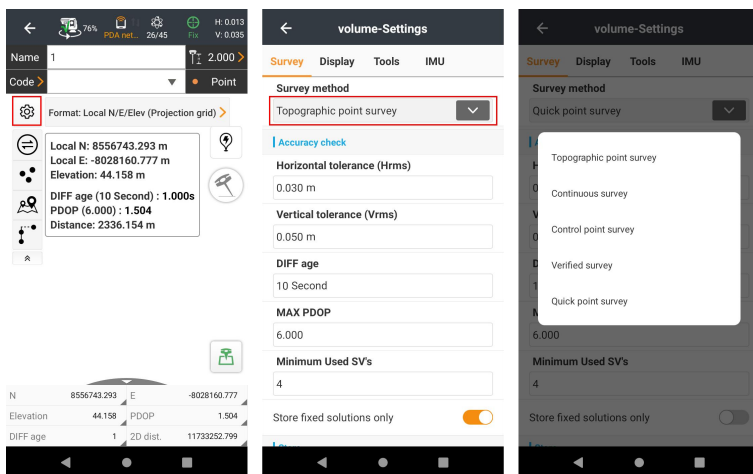 76%
PDA net...
26/45
Fix
H: 0.013
V: 0.035
Name 1 2.000 >
Code > Point
Format: Local N/E/Elev (Projection grid) >
Local N: 8556743.293 m
Local E: -8028160.777 m
Elevation: 44.158 m
DIFF age (10 Second) : 1.000s
PDOP (6.000) : 1.504
Distance: 2336.154 m
N 8556743.293 E -8028160.777
Elevation 44.158 PDOP 1.504
DIFF age 1 2D dist. 11733252.799
volume-Settings
Survey Display Tools IMU
Survey method
Topographic point survey
Accuracy check
Horizontal tolerance (Hrms)
0.030 m
Vertical tolerance (Vrms)
0.050 m
DIFF age
10 Second
MAX PDOP
6.000
Minimum Used SV's
4
Store fixed solutions only
volume-Settings
Survey Display Tools IMU
Survey method
Quick point survey
Topographic point survey
Continuous survey
Control point survey
Verified survey
Quick point survey
6.000
Minimum Used SV's
4
Store fixed solutions only